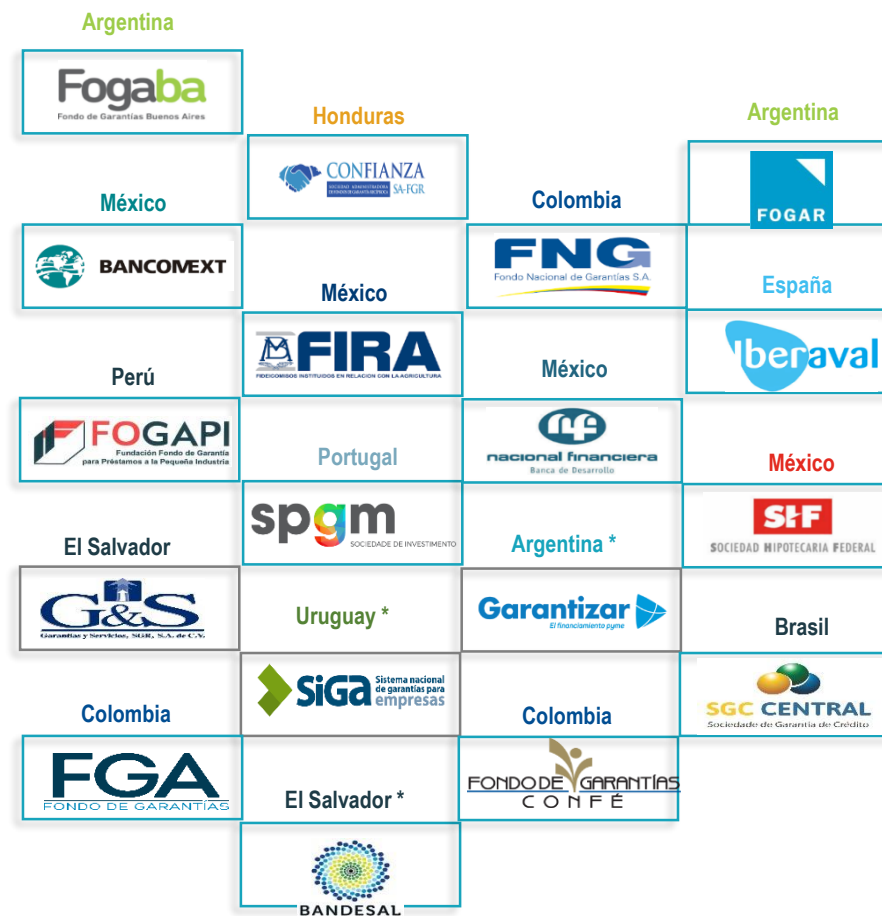 Argentina
Fogaba
Fondo de Garantías Buenos Aires
México
BANCOMEXT
Perú
FOGAPI
Fundación Fondo de Garantía
para Préstamos a la Pequeña Industria
El Salvador
G&S
Garantías y Servicios, SGR, S.A. de C.V.
Colombia
FGA
FONDO DE GARANTÍAS
Honduras
CONFIANZA
SOCIEDAD ADMINISTRADORA
SA-FGR
México
FIRA
FIDEICOMISOS INSTITUIDOS EN RELACION CON LA AGRICULTURA
Portugal
spgm
SOCIEDADE DE INVESTIMENTO
Uruguay *
SiGa
Sistema nacional
de garantías para
empresas
El Salvador *
BANDESAL
Colombia
FNG
Fondo Nacional de Garantías S.A.
México
nf
nacional financiera
Banca de Desarrollo
Argentina *
Garantizar
El financiamiento pyme
Colombia
FONDO DE GARANTÍAS
CONFÉ
Argentina
FOGAR
España
Iberaval
México
SHF
SOCIEDAD HIPOTECARIA FEDERAL
Brasil
SGC CENTRAL
Sociedade de Garantia de Crédito